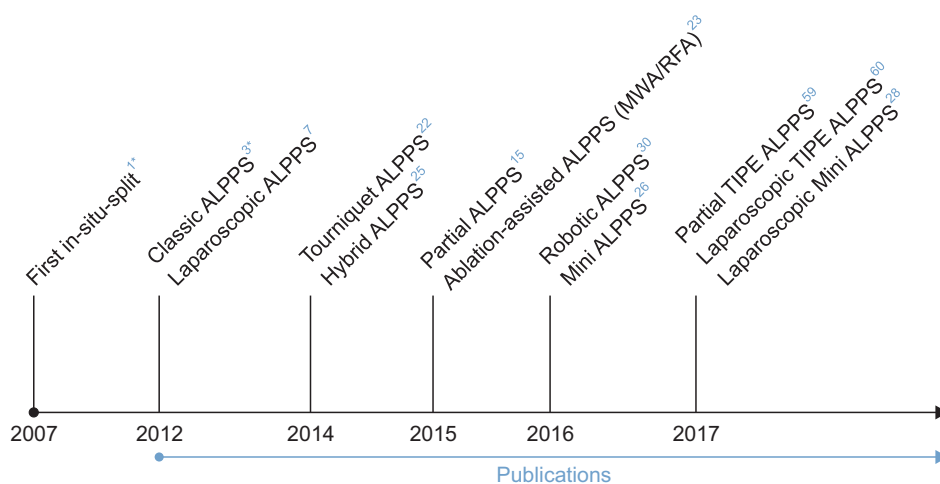 First in-situ-split1*
Classic ALPPS3*
Laparoscopic ALPPS7
Tourniquet ALPPS22
Hybrid ALPPS25
Partial ALPPS15
Ablation-assisted ALPPS (MWA/RFA)23
Robotic ALPPS30
Mini ALPPS26
Partial TIPE ALPPS59
Laparoscopic TIPE ALPPS60
Laparoscopic Mini ALPPS28
2007 2012 2014 2015 2016 2017
Publications